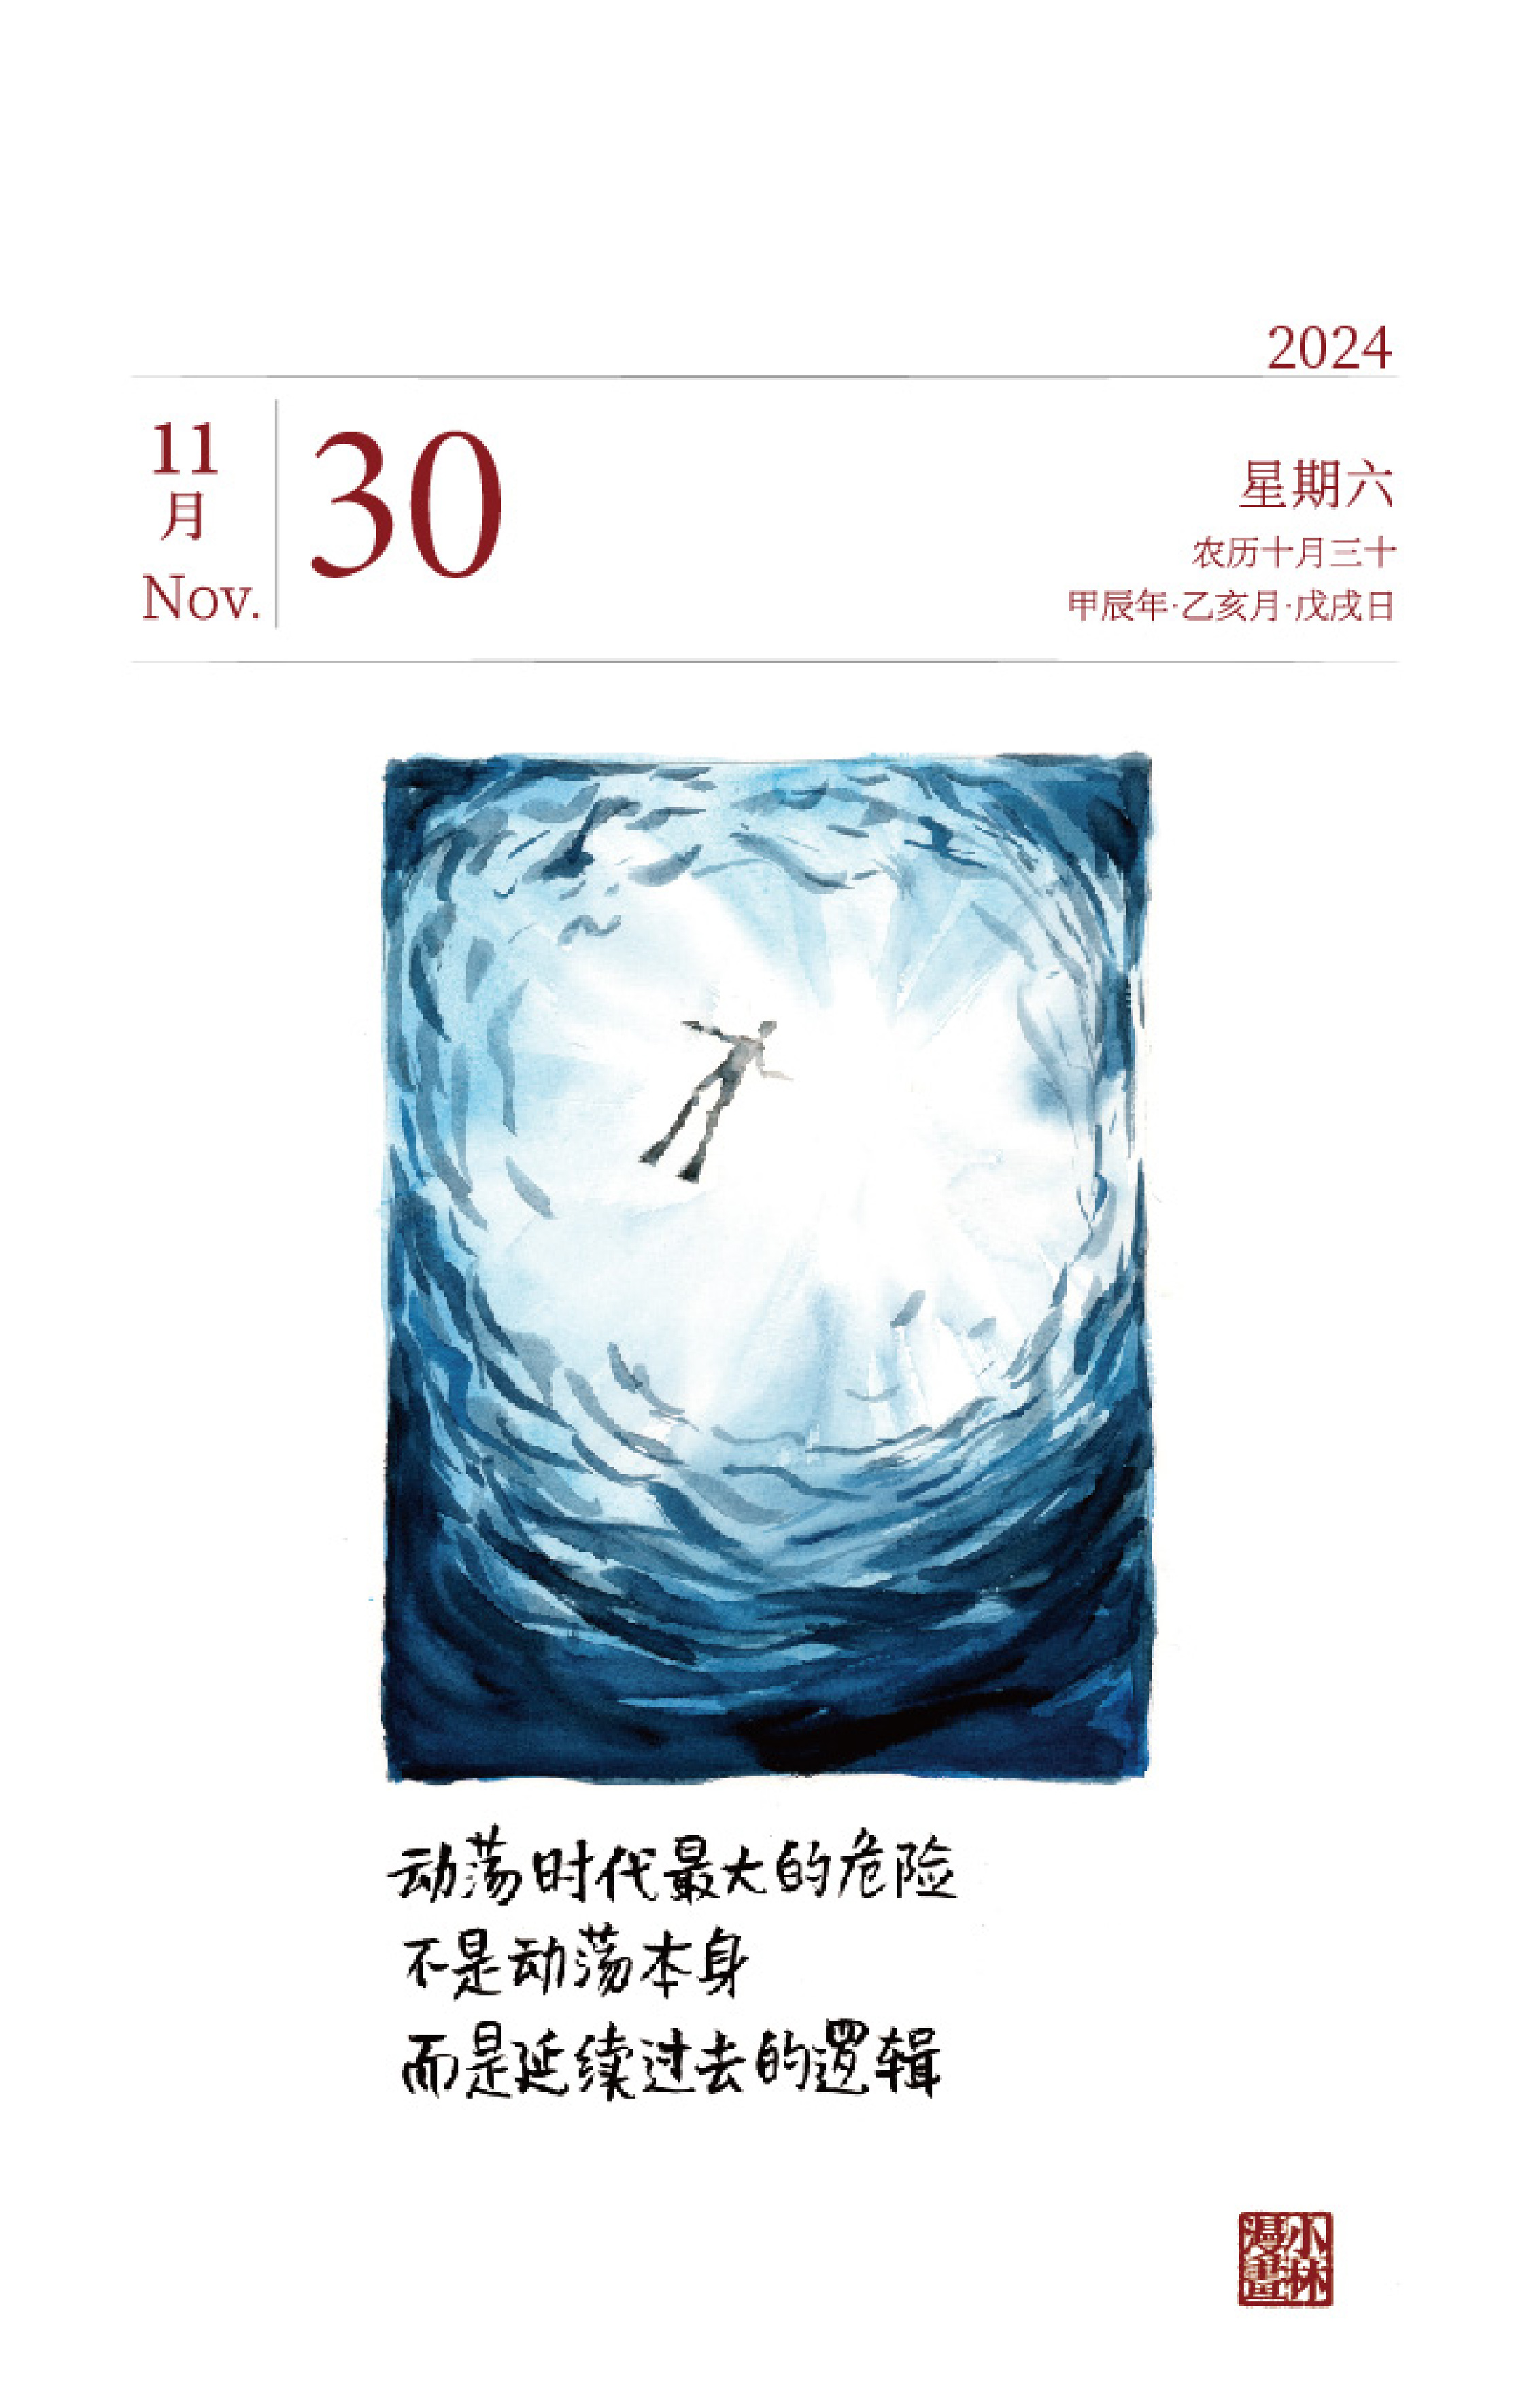 2024
11
月
Nov.
30
星期六
农历十月三十
甲辰年·乙亥月·戊戌日
动荡时代最大的危险
不是动荡本身
而是延续过去的逻辑
小林
漫畫